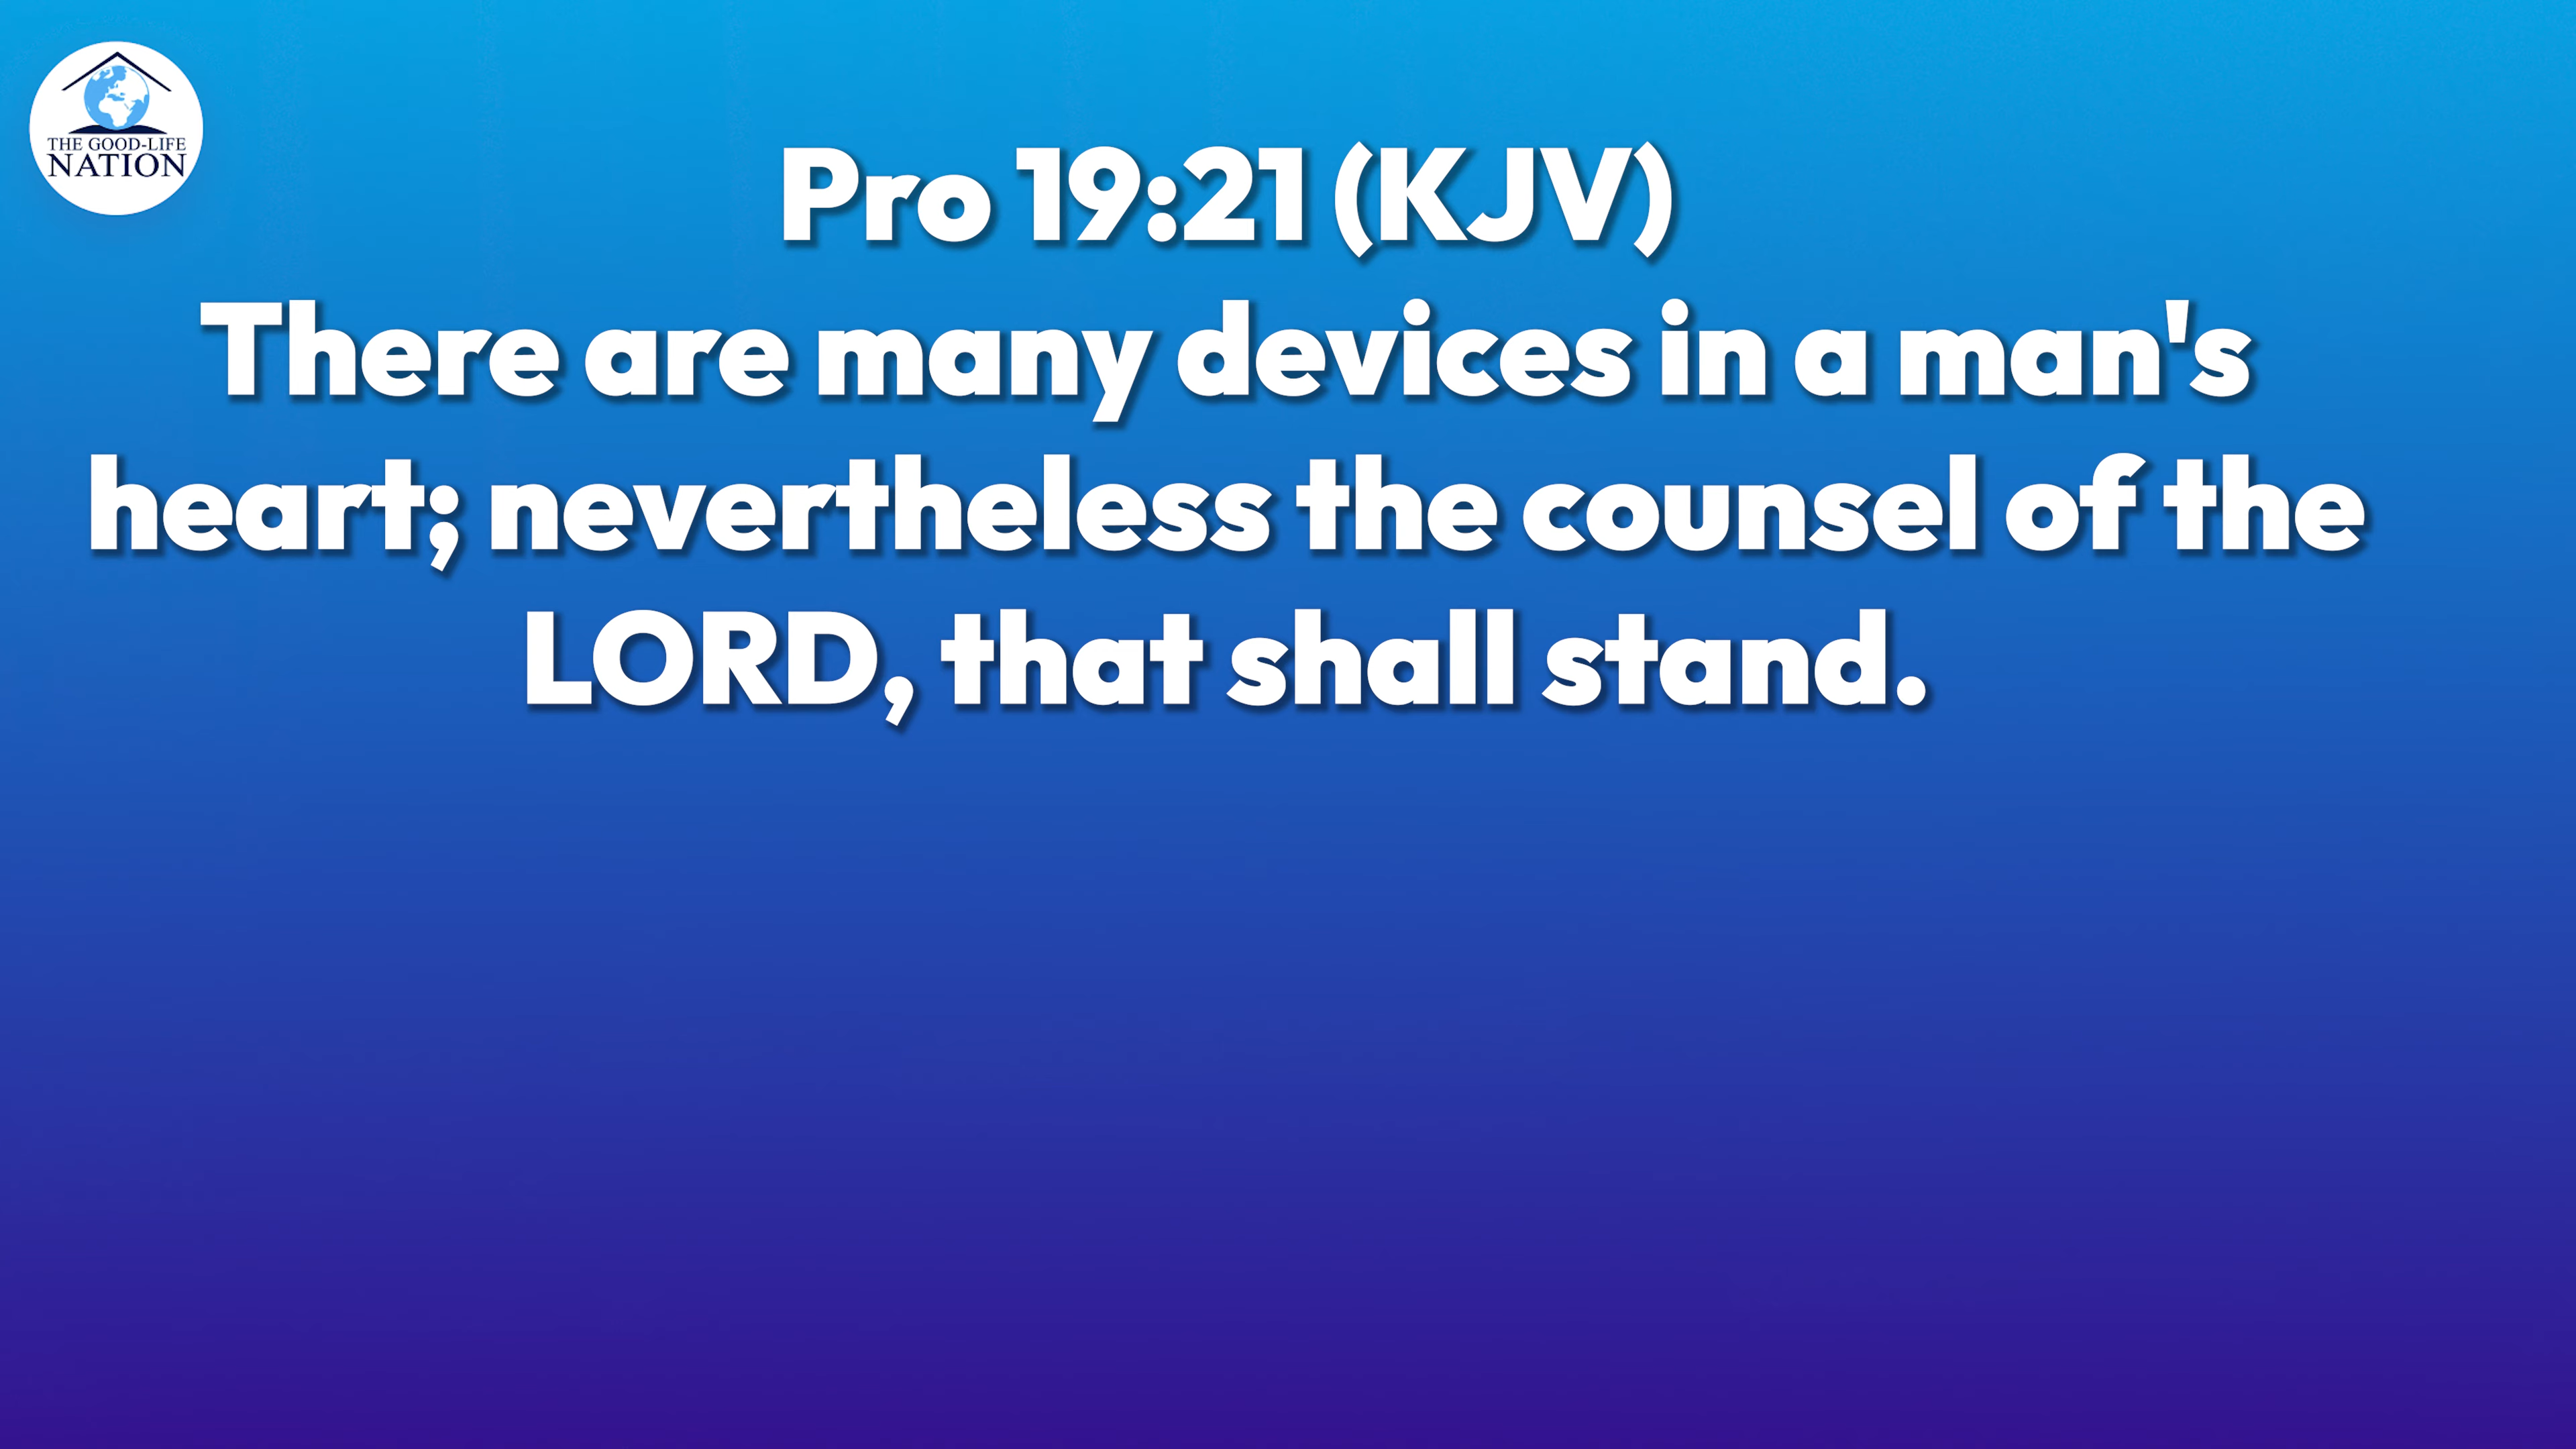 THE GOOD-LIFE
NATION
Pro 19:21 (KJV)
There are many devices in a man's
heart; nevertheless the counsel of the
LORD, that shall stand.